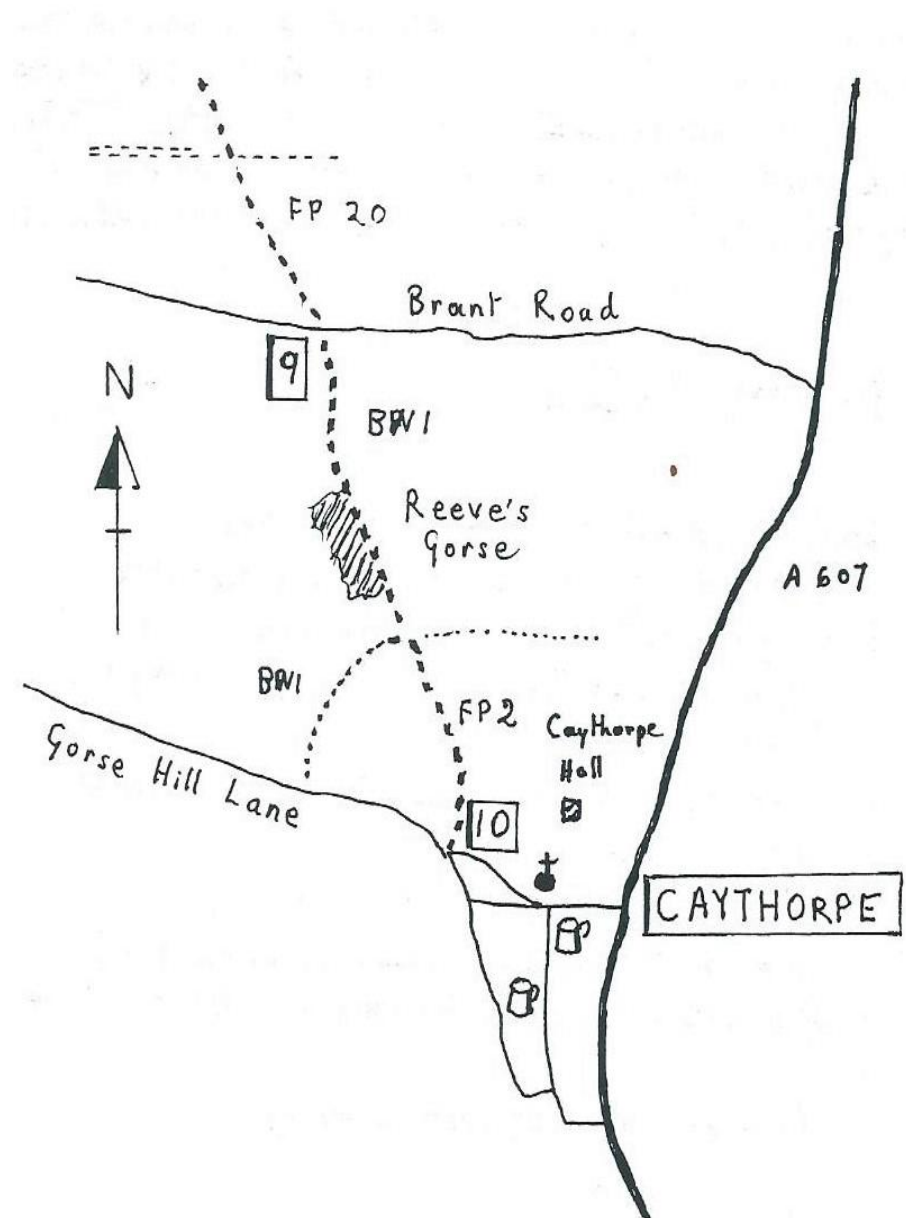 FP 20
Brant Road
9
N
BW1
Reeve's
Gorse
A 607
BW1
FP2
Caythorpe
Hall
Gorse Hill Lane
10
CAYTHORPE